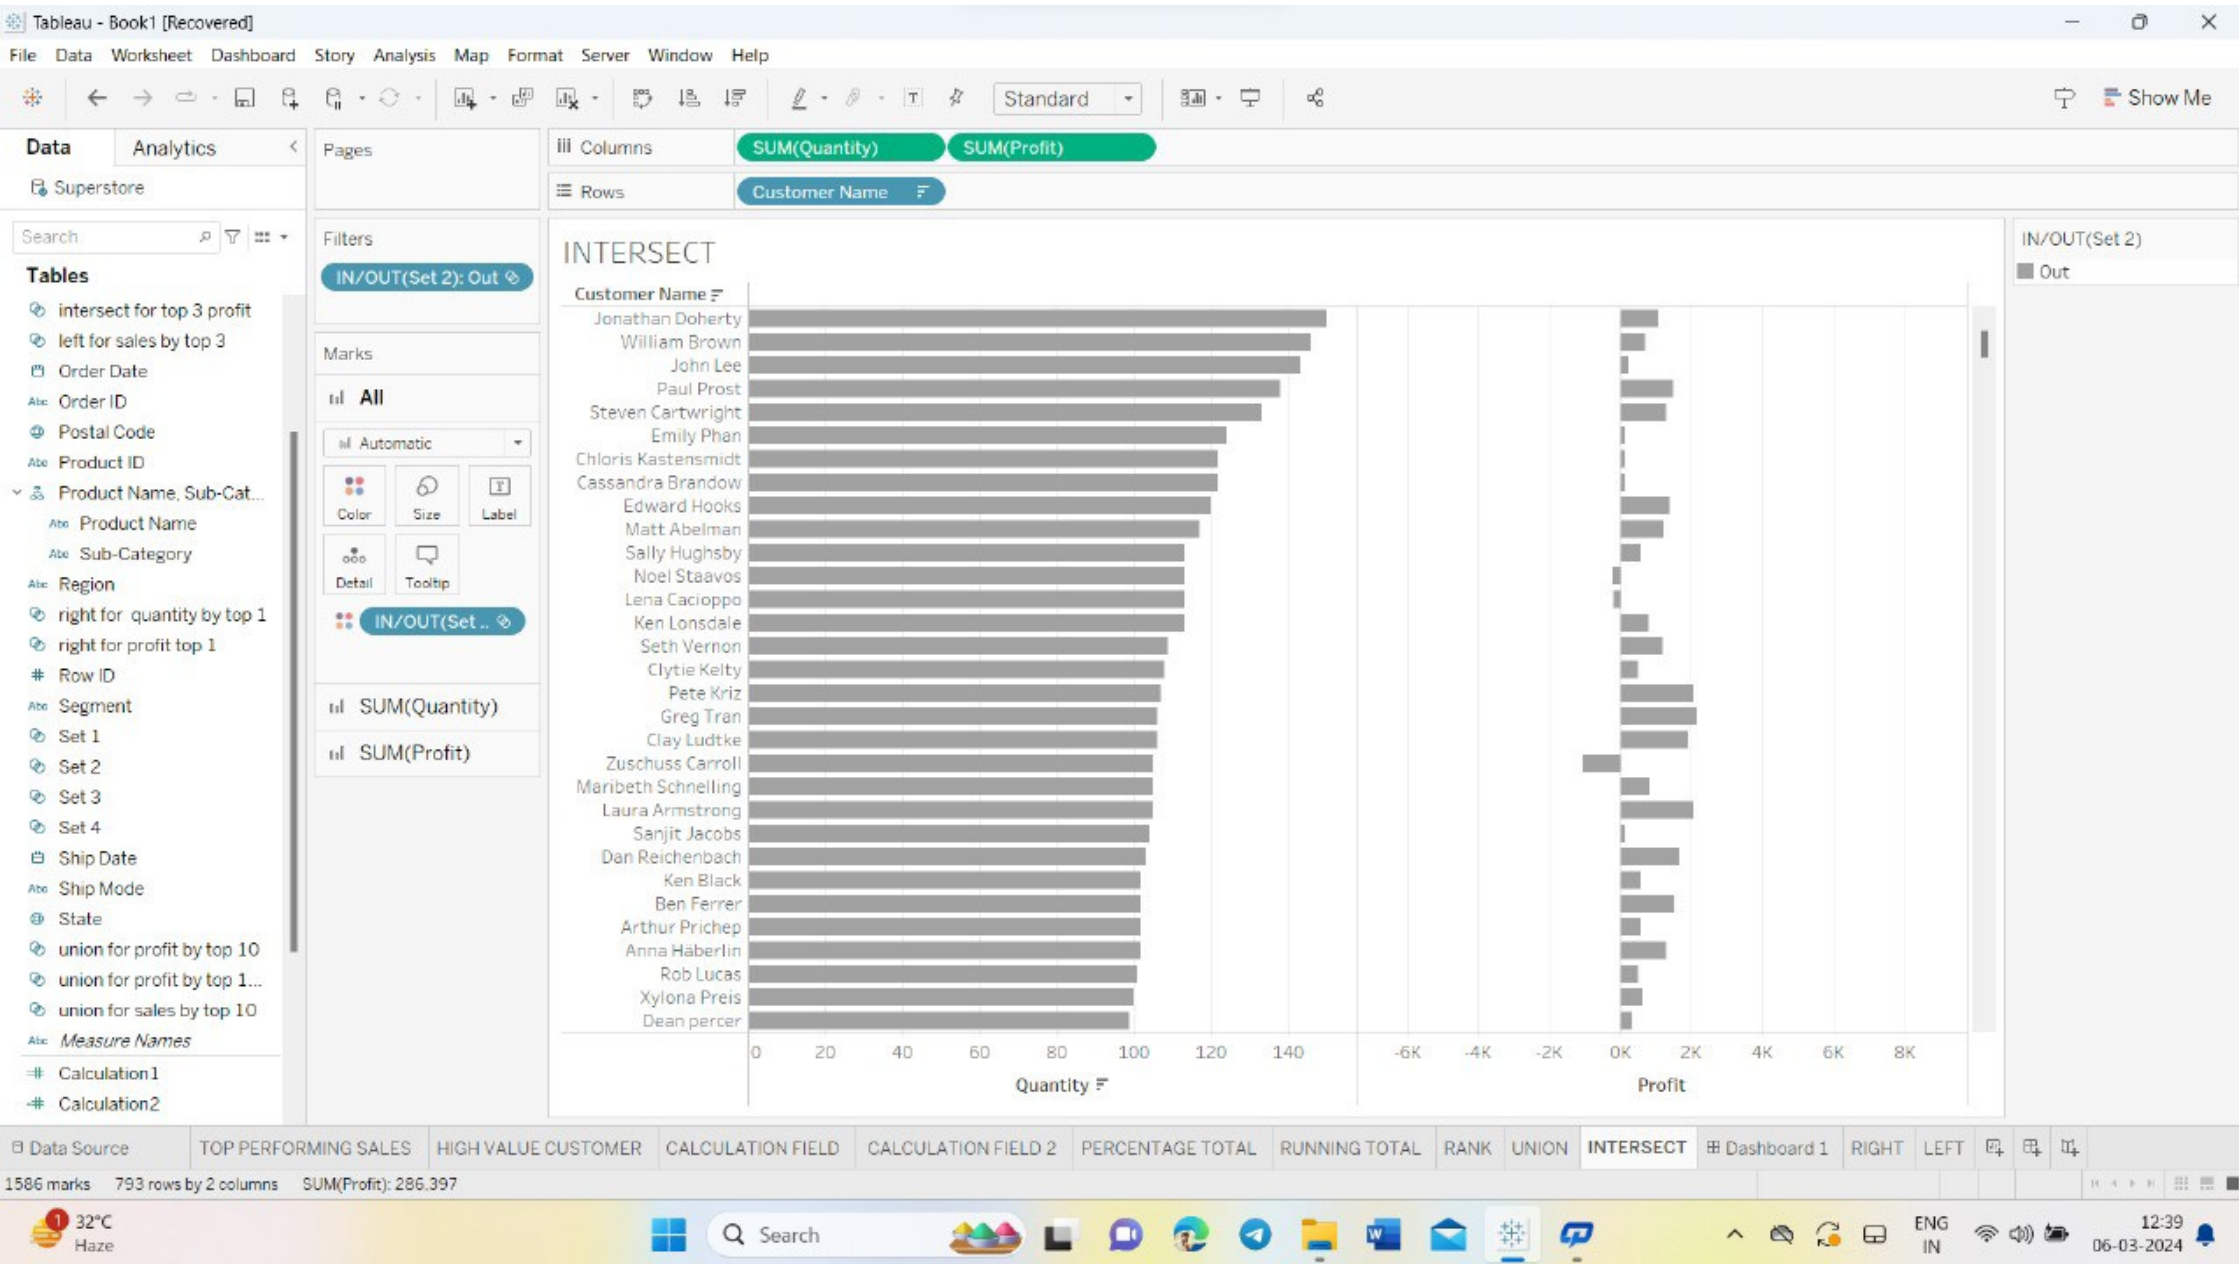 Tableau - Book1 [Recovered]
File Data Worksheet Dashboard Story Analysis Map Format Server Window Help
Standard
Show Me
Data Analytics
Superstore
Search
Tables
intersect for top 3 profit
left for sales by top 3
Order Date
Abc Order ID
Postal Code
Abc Product ID
Product Name, Sub-Cat...
Abc Product Name
Abc Sub-Category
Abc Region
right for quantity by top 1
right for profit top 1
# Row ID
Abc Segment
Set 1
Set 2
Set 3
Set 4
Ship Date
Abc Ship Mode
State
union for profit by top 10
union for profit by top 1...
union for sales by top 10
Abc Measure Names
=# Calculation1
=# Calculation2
Pages
Filters
IN/OUT(Set 2): Out
Marks
All
Automatic
Color Size Label
Detail Tooltip
IN/OUT(Set ..
SUM(Quantity)
SUM(Profit)
iii Columns SUM(Quantity) SUM(Profit)
Rows Customer Name
INTERSECT
Customer Name
Jonathan Doherty
William Brown
John Lee
Paul Prost
Steven Cartwright
Emily Phan
Chloris Kastensmidt
Cassandra Brandow
Edward Hooks
Matt Abelman
Sally Hughsby
Noel Staavos
Lena Cacioppo
Ken Lonsdale
Seth Vernon
Clytie Kelty
Pete Kriz
Greg Tran
Clay Ludtke
Zuschuss Carroll
Maribeth Schnelling
Laura Armstrong
Sanjit Jacobs
Dan Reichenbach
Ken Black
Ben Ferrer
Arthur Prichep
Anna Häberlin
Rob Lucas
Xylona Preis
Dean percer
0 20 40 60 80 100 120 140 -6K -4K -2K 0K 2K 4K 6K 8K
Quantity Profit
IN/OUT(Set 2)
Out
Data Source TOP PERFORMING SALES HIGH VALUE CUSTOMER CALCULATION FIELD CALCULATION FIELD 2 PERCENTAGE TOTAL RUNNING TOTAL RANK UNION INTERSECT Dashboard 1 RIGHT LEFT
1586 marks 793 rows by 2 columns SUM(Profit): 286,397
1 32°C
Haze
Search
W
ENG
IN
12:39
06-03-2024